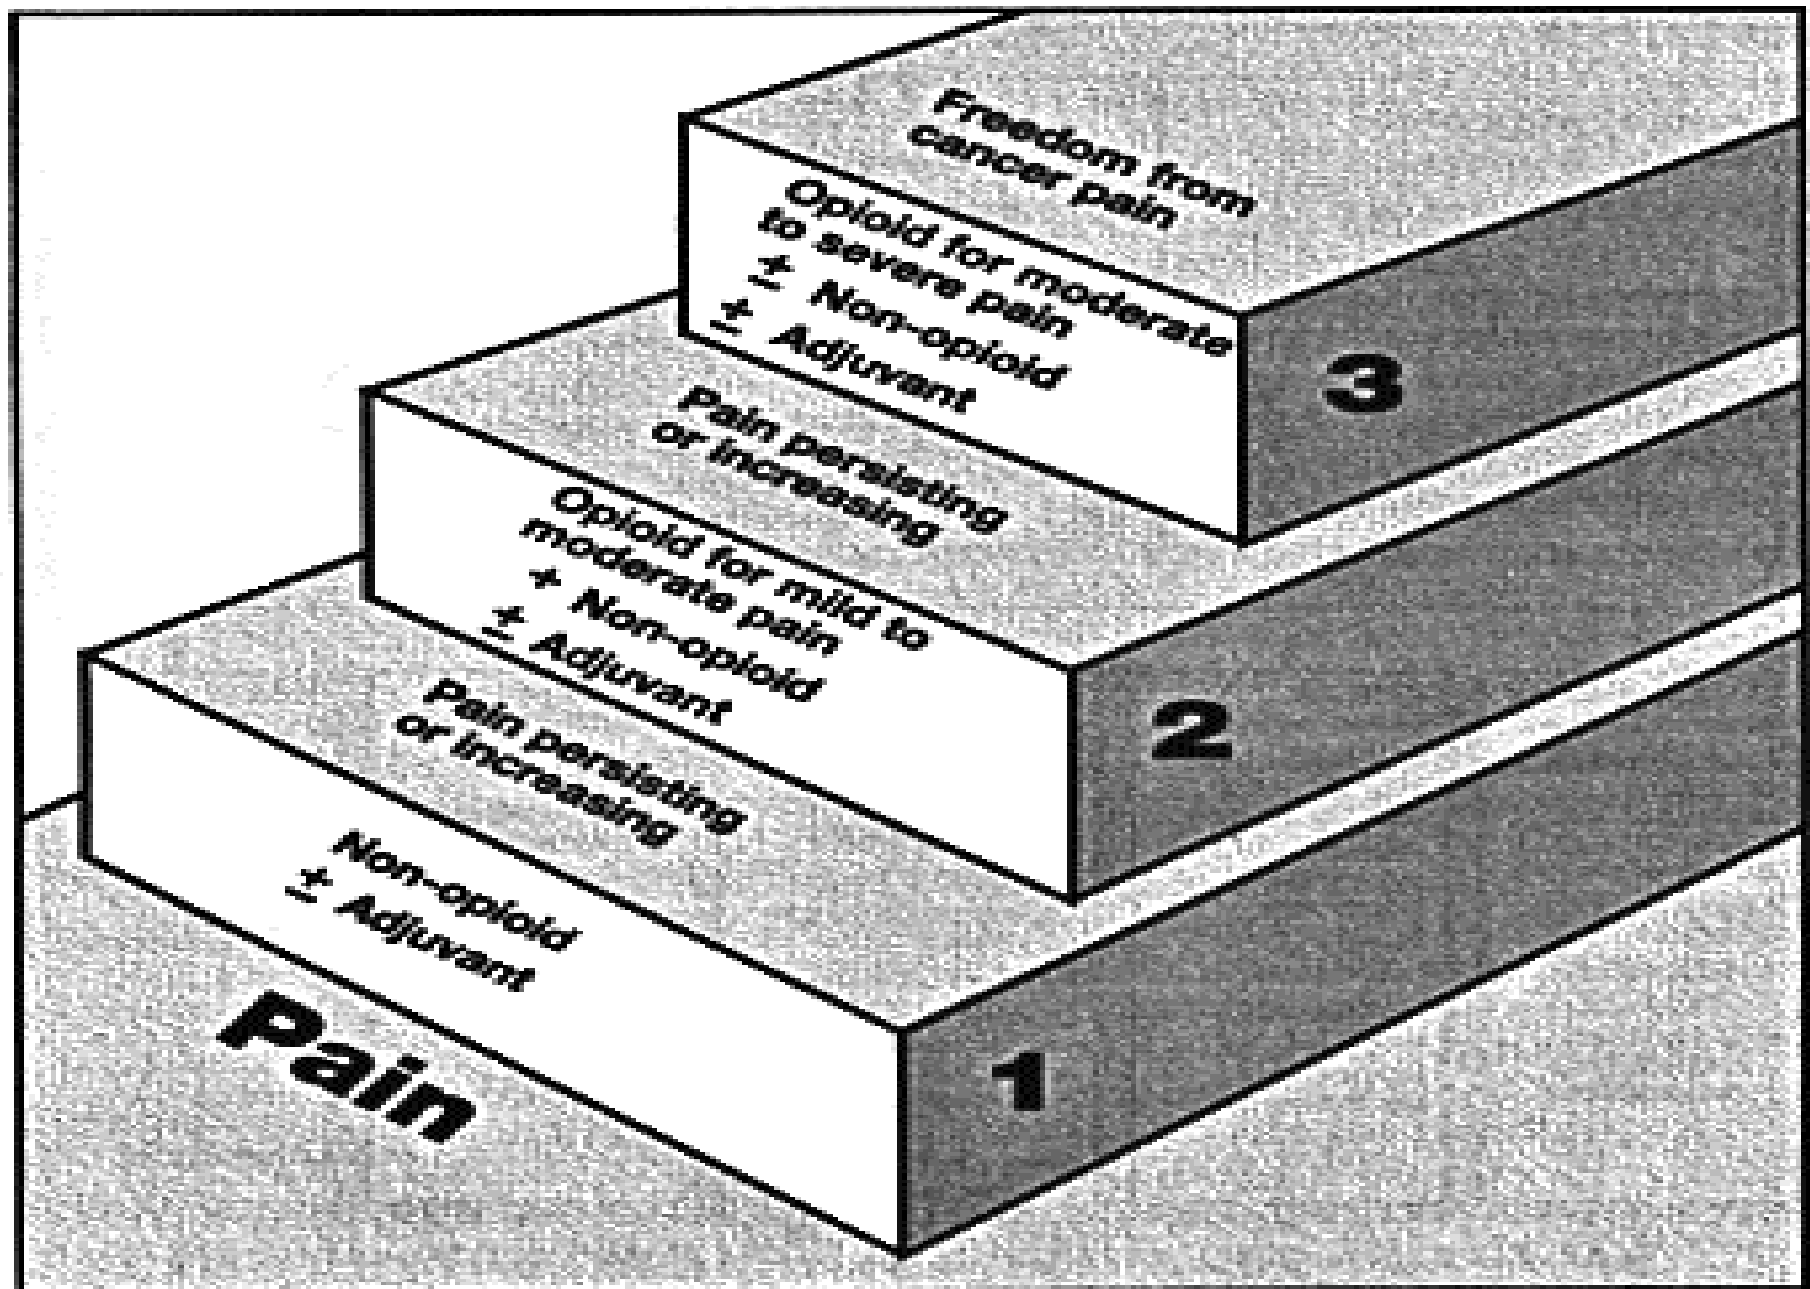 Freedom from
cancer pain
Opioid for moderate
to severe pain
± Non-opioid
± Adjuvant
3
Pain persisting
or increasing
Opioid for mild to
moderate pain
+ Non-opioid
± Adjuvant
2
Pain persisting
or increasing
Non-opioid
± Adjuvant
1
Pain